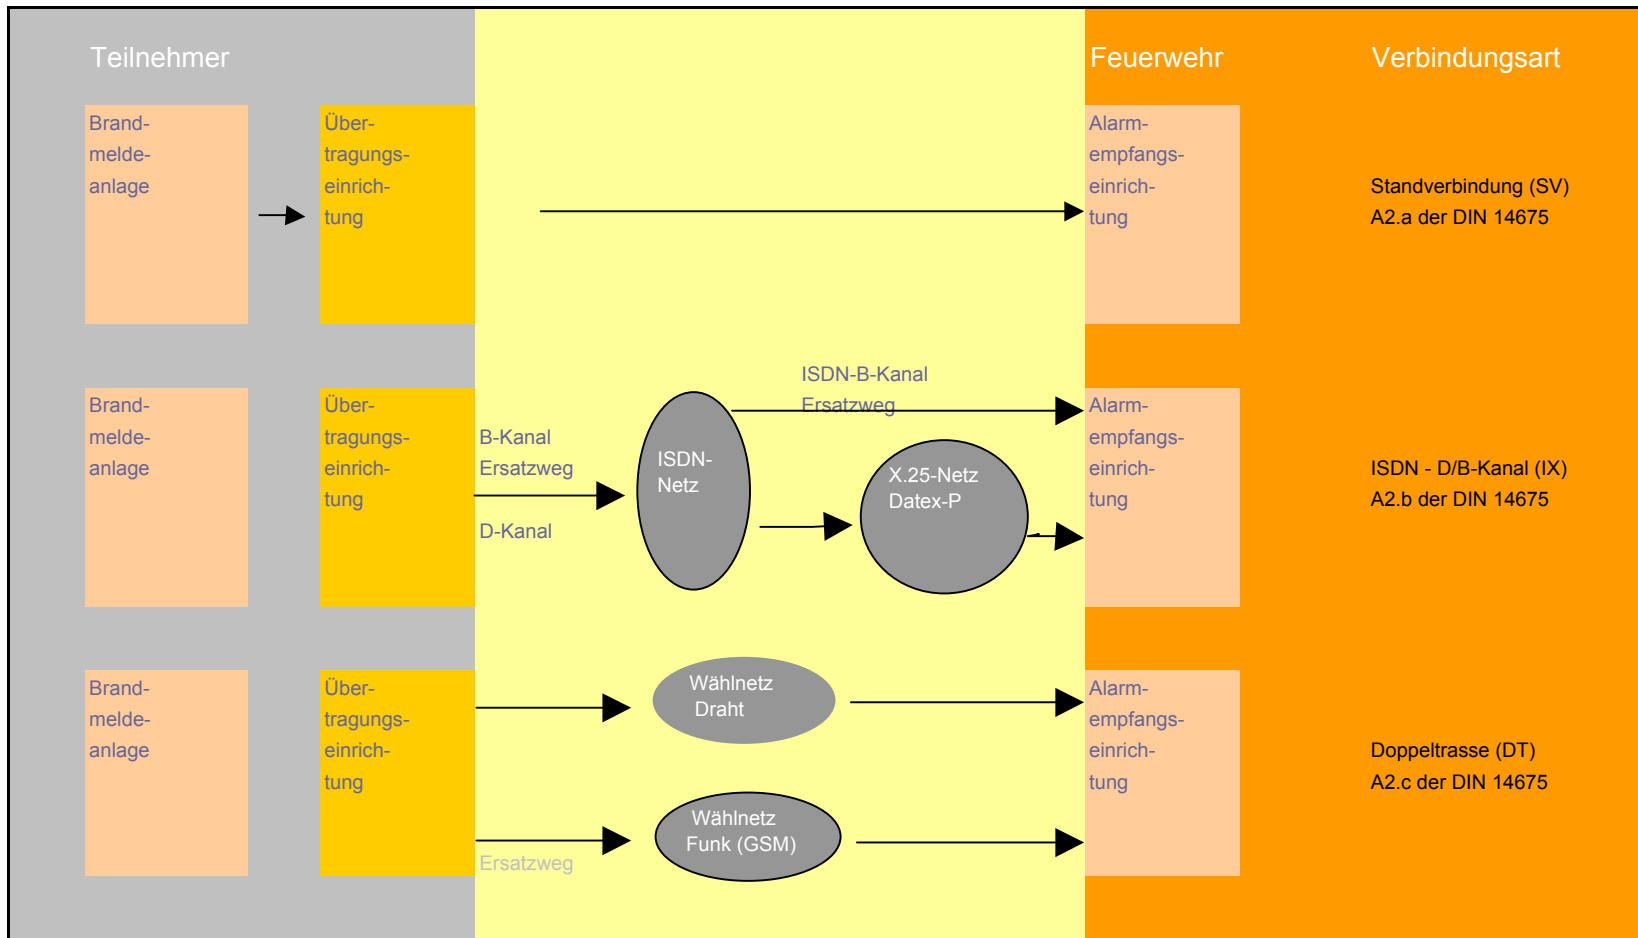 Teilnehmer
Feuerwehr
Verbindungsart
Brand-
melde-
anlage
Über-
tragungs-
einrich-
tung
Alarm-
empfangs-
einrich-
tung
Standverbindung (SV)
A2.a der DIN 14675
Brand-
melde-
anlage
Über-
tragungs-
einrich-
tung
B-Kanal
Ersatzweg
D-Kanal
ISDN-
Netz
ISDN-B-Kanal
Ersatzweg
X.25-Netz
Datex-P
Alarm-
empfangs-
einrich-
tung
ISDN - D/B-Kanal (IX)
A2.b der DIN 14675
Brand-
melde-
anlage
Über-
tragungs-
einrich-
tung
Wählnetz
Draht
Ersatzweg
Wählnetz
Funk (GSM)
Alarm-
empfangs-
einrich-
tung
Doppeltrasse (DT)
A2.c der DIN 14675